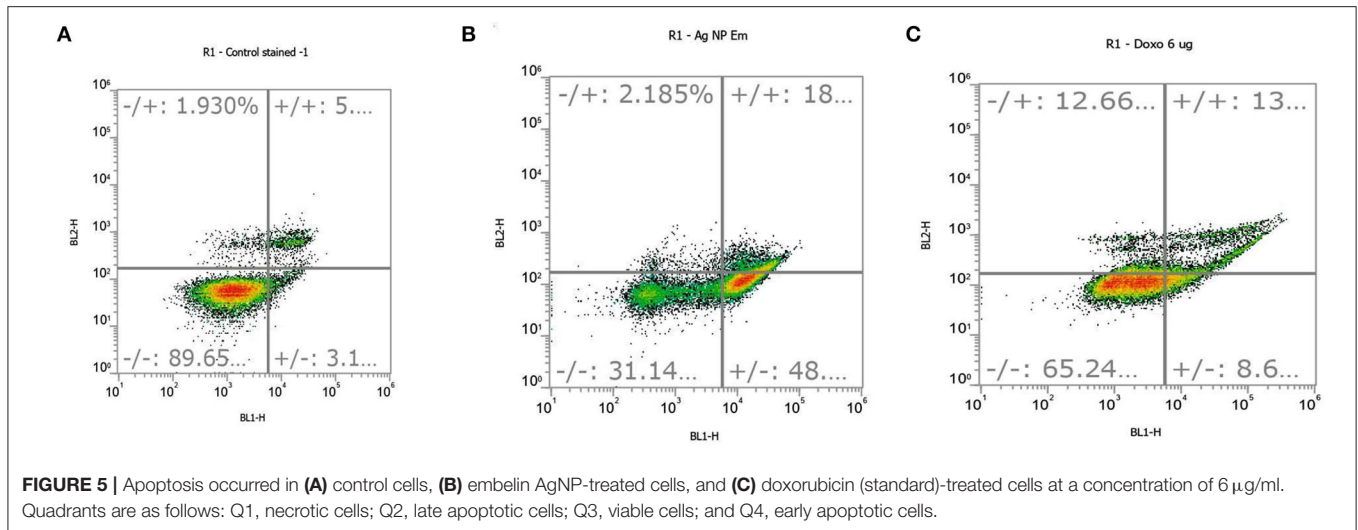 A
R1 - Control stained -1
10⁶
10⁵
10⁴
10³
10²
10¹
10⁰
BL2-H
-/+: 1.930%
+/+: 5....
-/-: 89.65...
+/-: 3.1...
10¹ 10² 10³ 10⁴ 10⁵ 10⁶
BL1-H
B
R1 - Ag NP Em
10⁶
10⁵
10⁴
10³
10²
10¹
10⁰
BL2-H
-/+: 2.185%
+/+: 18...
-/-: 31.14...
+/-: 48....
10¹ 10² 10³ 10⁴ 10⁵ 10⁶
BL1-H
C
R1 - Doxo 6 ug
10⁶
10⁵
10⁴
10³
10²
10¹
10⁰
BL2-H
-/+: 12.66...
+/+: 13...
-/-: 65.24...
+/-: 8.6...
10¹ 10² 10³ 10⁴ 10⁵ 10⁶
BL1-H
FIGURE 5 | Apoptosis occurred in (A) control cells, (B) embelin AgNP-treated cells, and (C) doxorubicin (standard)-treated cells at a concentration of 6 μg/ml.
Quadrants are as follows: Q1, necrotic cells; Q2, late apoptotic cells; Q3, viable cells; and Q4, early apoptotic cells.